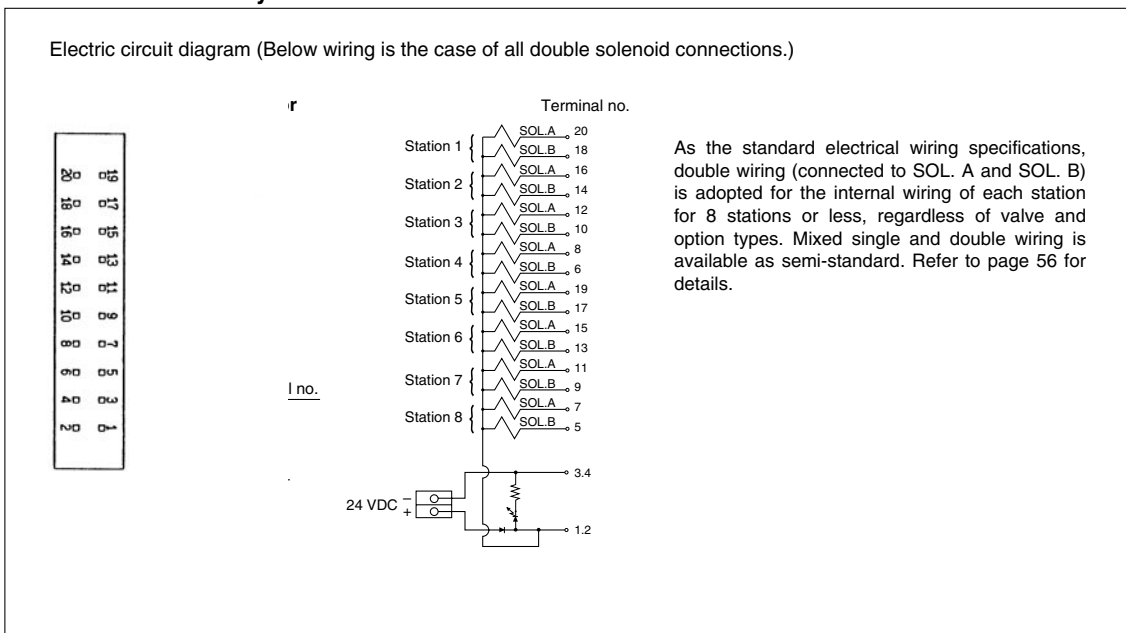 Electric circuit diagram (Below wiring is the case of all double solenoid connections.)
r
Terminal no.
20 19
18 17
16 15
14 13
12 11
10 9
8 7
6 5
4 3
2 1
l no.
Station 1
SOL.A 20
SOL.B 18
Station 2
SOL.A 16
SOL.B 14
Station 3
SOL.A 12
SOL.B 10
Station 4
SOL.A 8
SOL.B 6
Station 5
SOL.A 19
SOL.B 17
Station 6
SOL.A 15
SOL.B 13
Station 7
SOL.A 11
SOL.B 9
Station 8
SOL.A 7
SOL.B 5
3.4
24 VDC
–
+
1.2
As the standard electrical wiring specifications,
double wiring (connected to SOL. A and SOL. B)
is adopted for the internal wiring of each station
for 8 stations or less, regardless of valve and
option types. Mixed single and double wiring is
available as semi-standard. Refer to page 56 for
details.